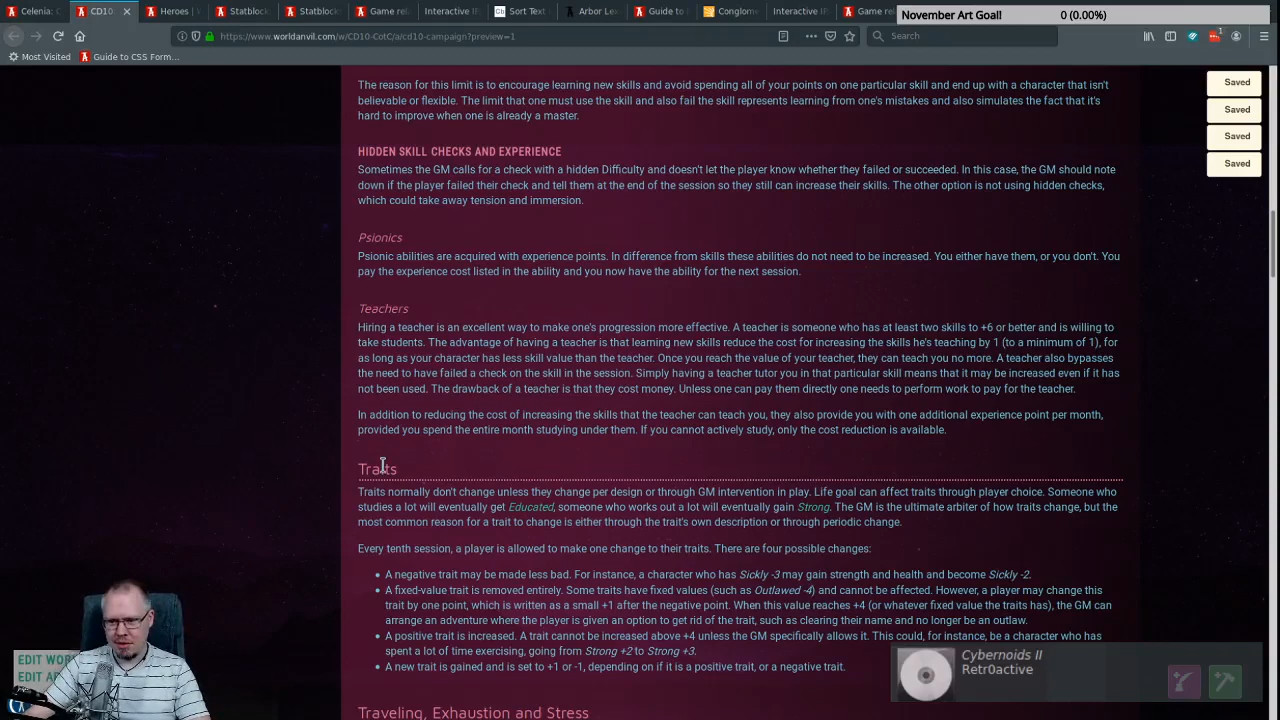 Celenia: C
CD10
Heroes | W
Statblock
Statblock
Game rel
Interactive IF
Ch Sort Text
Arbor Le
Guide to
Conglom
Interactive IF
Game re
November Art Goal! 0 (0.00%)
https://www.worldanvil.com/w/CD10-CotC/a/cd10-campaign?preview=1
Search
Most Visited
Guide to CSS Form...
Saved
Saved
Saved
Saved
The reason for this limit is to encourage learning new skills and avoid spending all of your points on one particular skill and end up with a character that isn't
believable or flexible. The limit that one must use the skill and also fail the skill represents learning from one's mistakes and also simulates the fact that it's
hard to improve when one is already a master.
HIDDEN SKILL CHECKS AND EXPERIENCE
Sometimes the GM calls for a check with a hidden Difficulty and doesn't let the player know whether they failed or succeeded. In this case, the GM should note
down if the player failed their check and tell them at the end of the session so they still can increase their skills. The other option is not using hidden checks,
which could take away tension and immersion.
Psionics
Psionic abilities are acquired with experience points. In difference from skills these abilities do not need to be increased. You either have them, or you don't. You
pay the experience cost listed in the ability and you now have the ability for the next session.
Teachers
Hiring a teacher is an excellent way to make one's progression more effective. A teacher is someone who has at least two skills to +6 or better and is willing to
take students. The advantage of having a teacher is that learning new skills reduce the cost for increasing the skills he's teaching by 1 (to a minimum of 1), for
as long as your character has less skill value than the teacher. Once you reach the value of your teacher, they can teach you no more. A teacher also bypasses
the need to have failed a check on the skill in the session. Simply having a teacher tutor you in that particular skill means that it may be increased even if it has
not been used. The drawback of a teacher is that they cost money. Unless one can pay them directly one needs to perform work to pay for the teacher.
In addition to reducing the cost of increasing the skills that the teacher can teach you, they also provide you with one additional experience point per month,
provided you spend the entire month studying under them. If you cannot actively study, only the cost reduction is available.
Traits
Traits normally don't change unless they change per design or through GM intervention in play. Life goal can affect traits through player choice. Someone who
studies a lot will eventually get Educated, someone who works out a lot will eventually gain Strong. The GM is the ultimate arbiter of how traits change, but the
most common reason for a trait to change is either through the trait's own description or through periodic change.
Every tenth session, a player is allowed to make one change to their traits. There are four possible changes:
• A negative trait may be made less bad. For instance, a character who has Sickly -3 may gain strength and health and become Sickly -2.
• A fixed-value trait is removed entirely. Some traits have fixed values (such as Outlawed -4) and cannot be affected. However, a player may change this
trait by one point, which is written as a small +1 after the negative point. When this value reaches +4 (or whatever fixed value the traits has), the GM can
arrange an adventure where the player is given an option to get rid of the trait, such as clearing their name and no longer be an outlaw.
• A positive trait is increased. A trait cannot be increased above +4 unless the GM specifically allows it. This could, for instance, be a character who has
spent a lot of time exercising, going from Strong +2 to Strong +3.
• A new trait is gained and is set to +1 or -1, depending on if it is a positive trait, or a negative trait.
Traveling, Exhaustion and Stress
EDIT WOR
EDIT AR
Cybernoids II
Retr0active